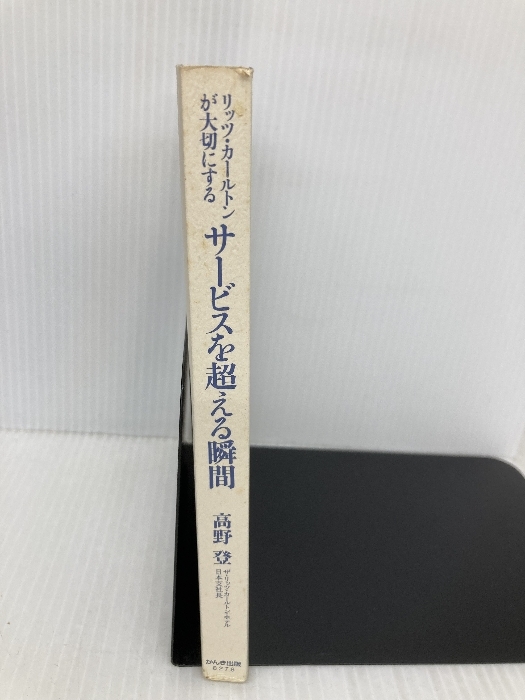 リッツ・カールトン
が大切にする
サービスを超える瞬間
高野 登
ザ・リッツ・カールトン・ホテル
日本支社長
かんき出版